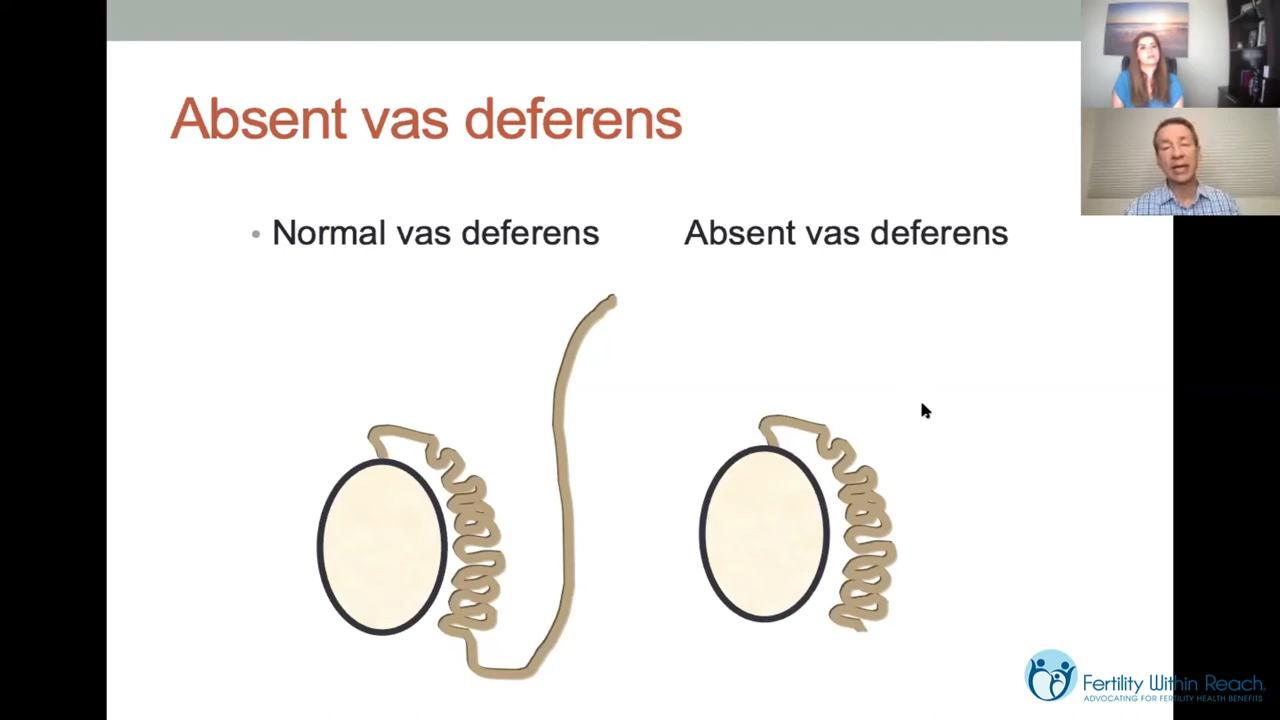 Absent vas deferens
• Normal vas deferens
Absent vas deferens
Fertility Within Reach®
ADVOCATING FOR FERTILITY HEALTH BENEFITS